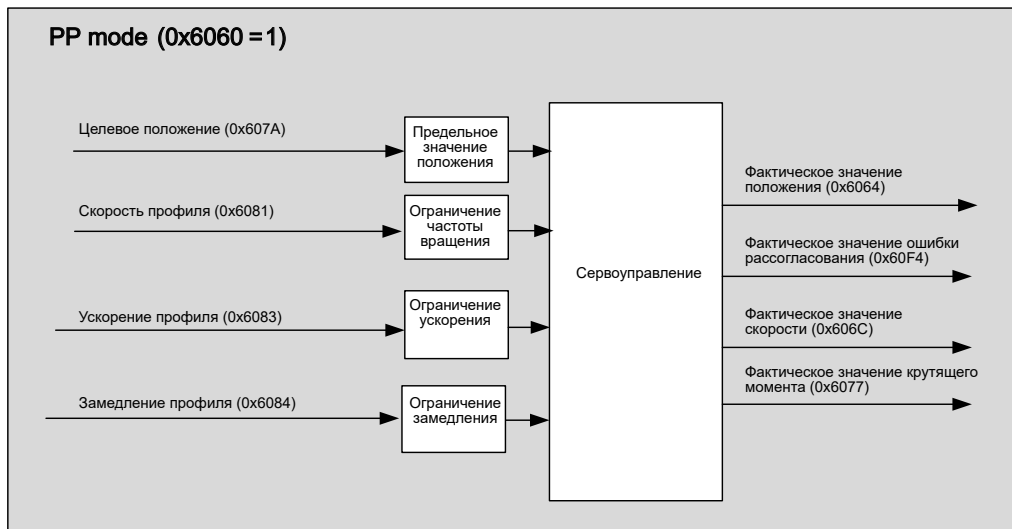 PP mode (0x6060 =1)
Целевое положение (0x607A)
Предельное
значение
положения
Скорость профиля (0x6081)
Ограничение
частоты
вращения
Ускорение профиля (0x6083)
Ограничение
ускорения
Замедление профиля (0x6084)
Ограничение
замедления
Сервоуправление
Фактическое значение
положения (0x6064)
Фактическое значение ошибки
рассогласования (0x60F4)
Фактическое значение
скорости (0x606C)
Фактическое значение крутящего
момента (0x6077)